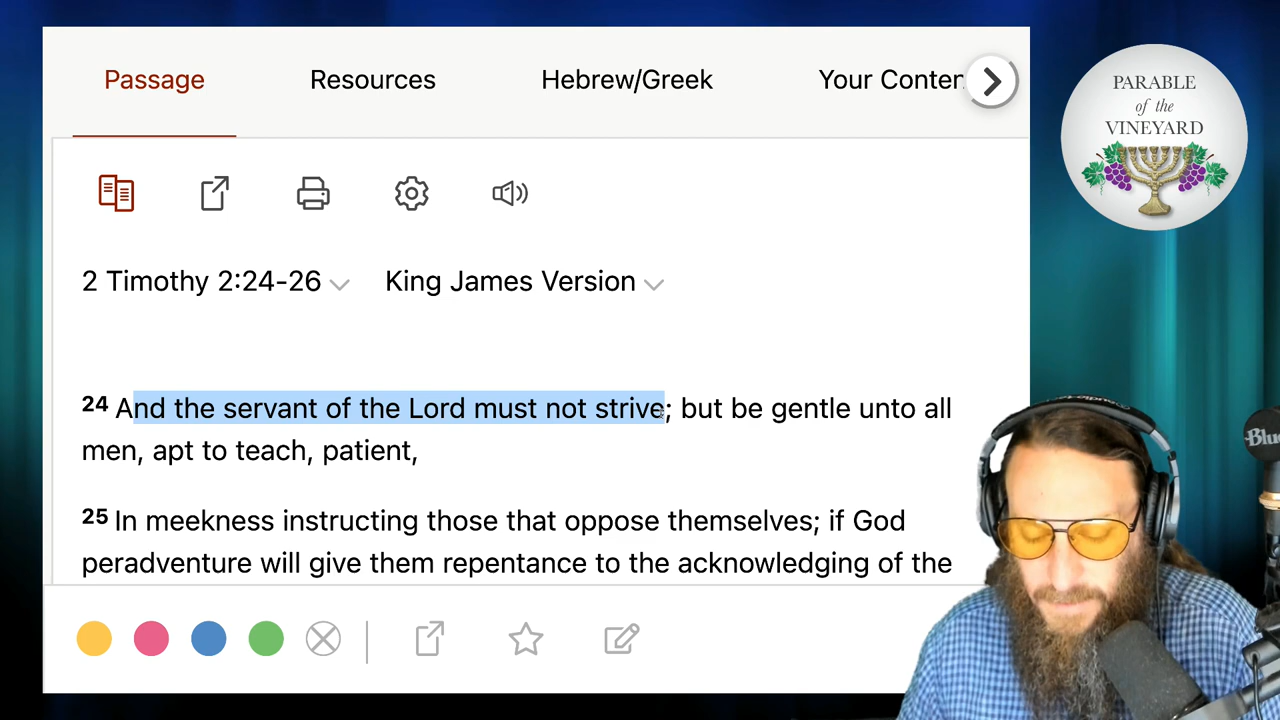 Passage
Resources
Hebrew/Greek
Your Conten
PARABLE
of the
VINEYARD
2 Timothy 2:24-26
King James Version
24 And the servant of the Lord must not strive; but be gentle unto all
men, apt to teach, patient,
25 In meekness instructing those that oppose themselves; if God
peradventure will give them repentance to the acknowledging of the
Blue